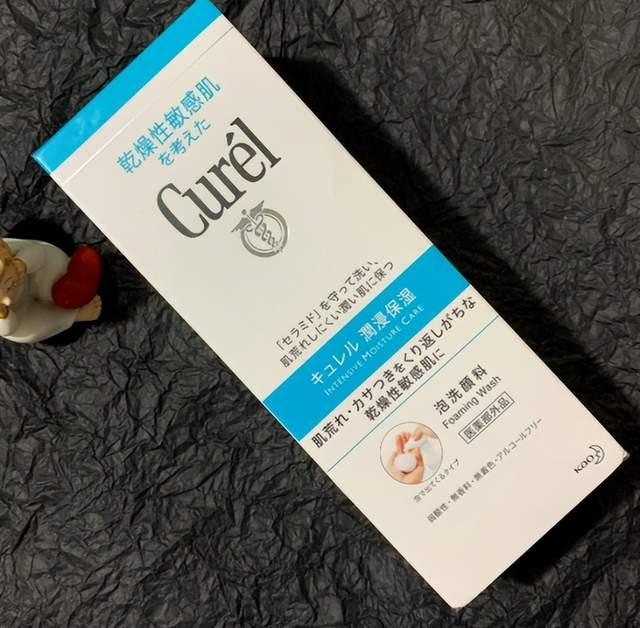 乾燥性敏感肌
を考えた
Curél
「セラミド」を守って洗い、
肌荒れしにくい潤い肌に保つ
キュレル 潤浸保湿
INTENSIVE MOISTURE CARE
肌荒れ・カサつきをくり返しがちな
乾燥性敏感肌に
泡洗顔料
Foaming Wash
医薬部外品
泡で出てくるタイプ
弱酸性・無香料・無着色・アルコールフリー
Kao